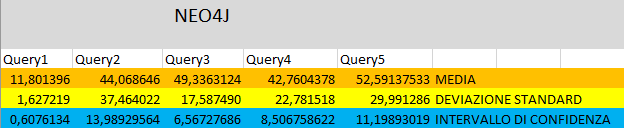 NEO4J
Query1 Query2 Query3 Query4 Query5
11,801396 44,068646 49,3363124 42,7604378 52,59137533 MEDIA
1,627219 37,464022 17,587490 22,781518 29,991286 DEVIAZIONE STANDARD
0,6076134 13,98929564 6,56727686 8,506758622 11,19893019 INTERVALLO DI CONFIDENZA